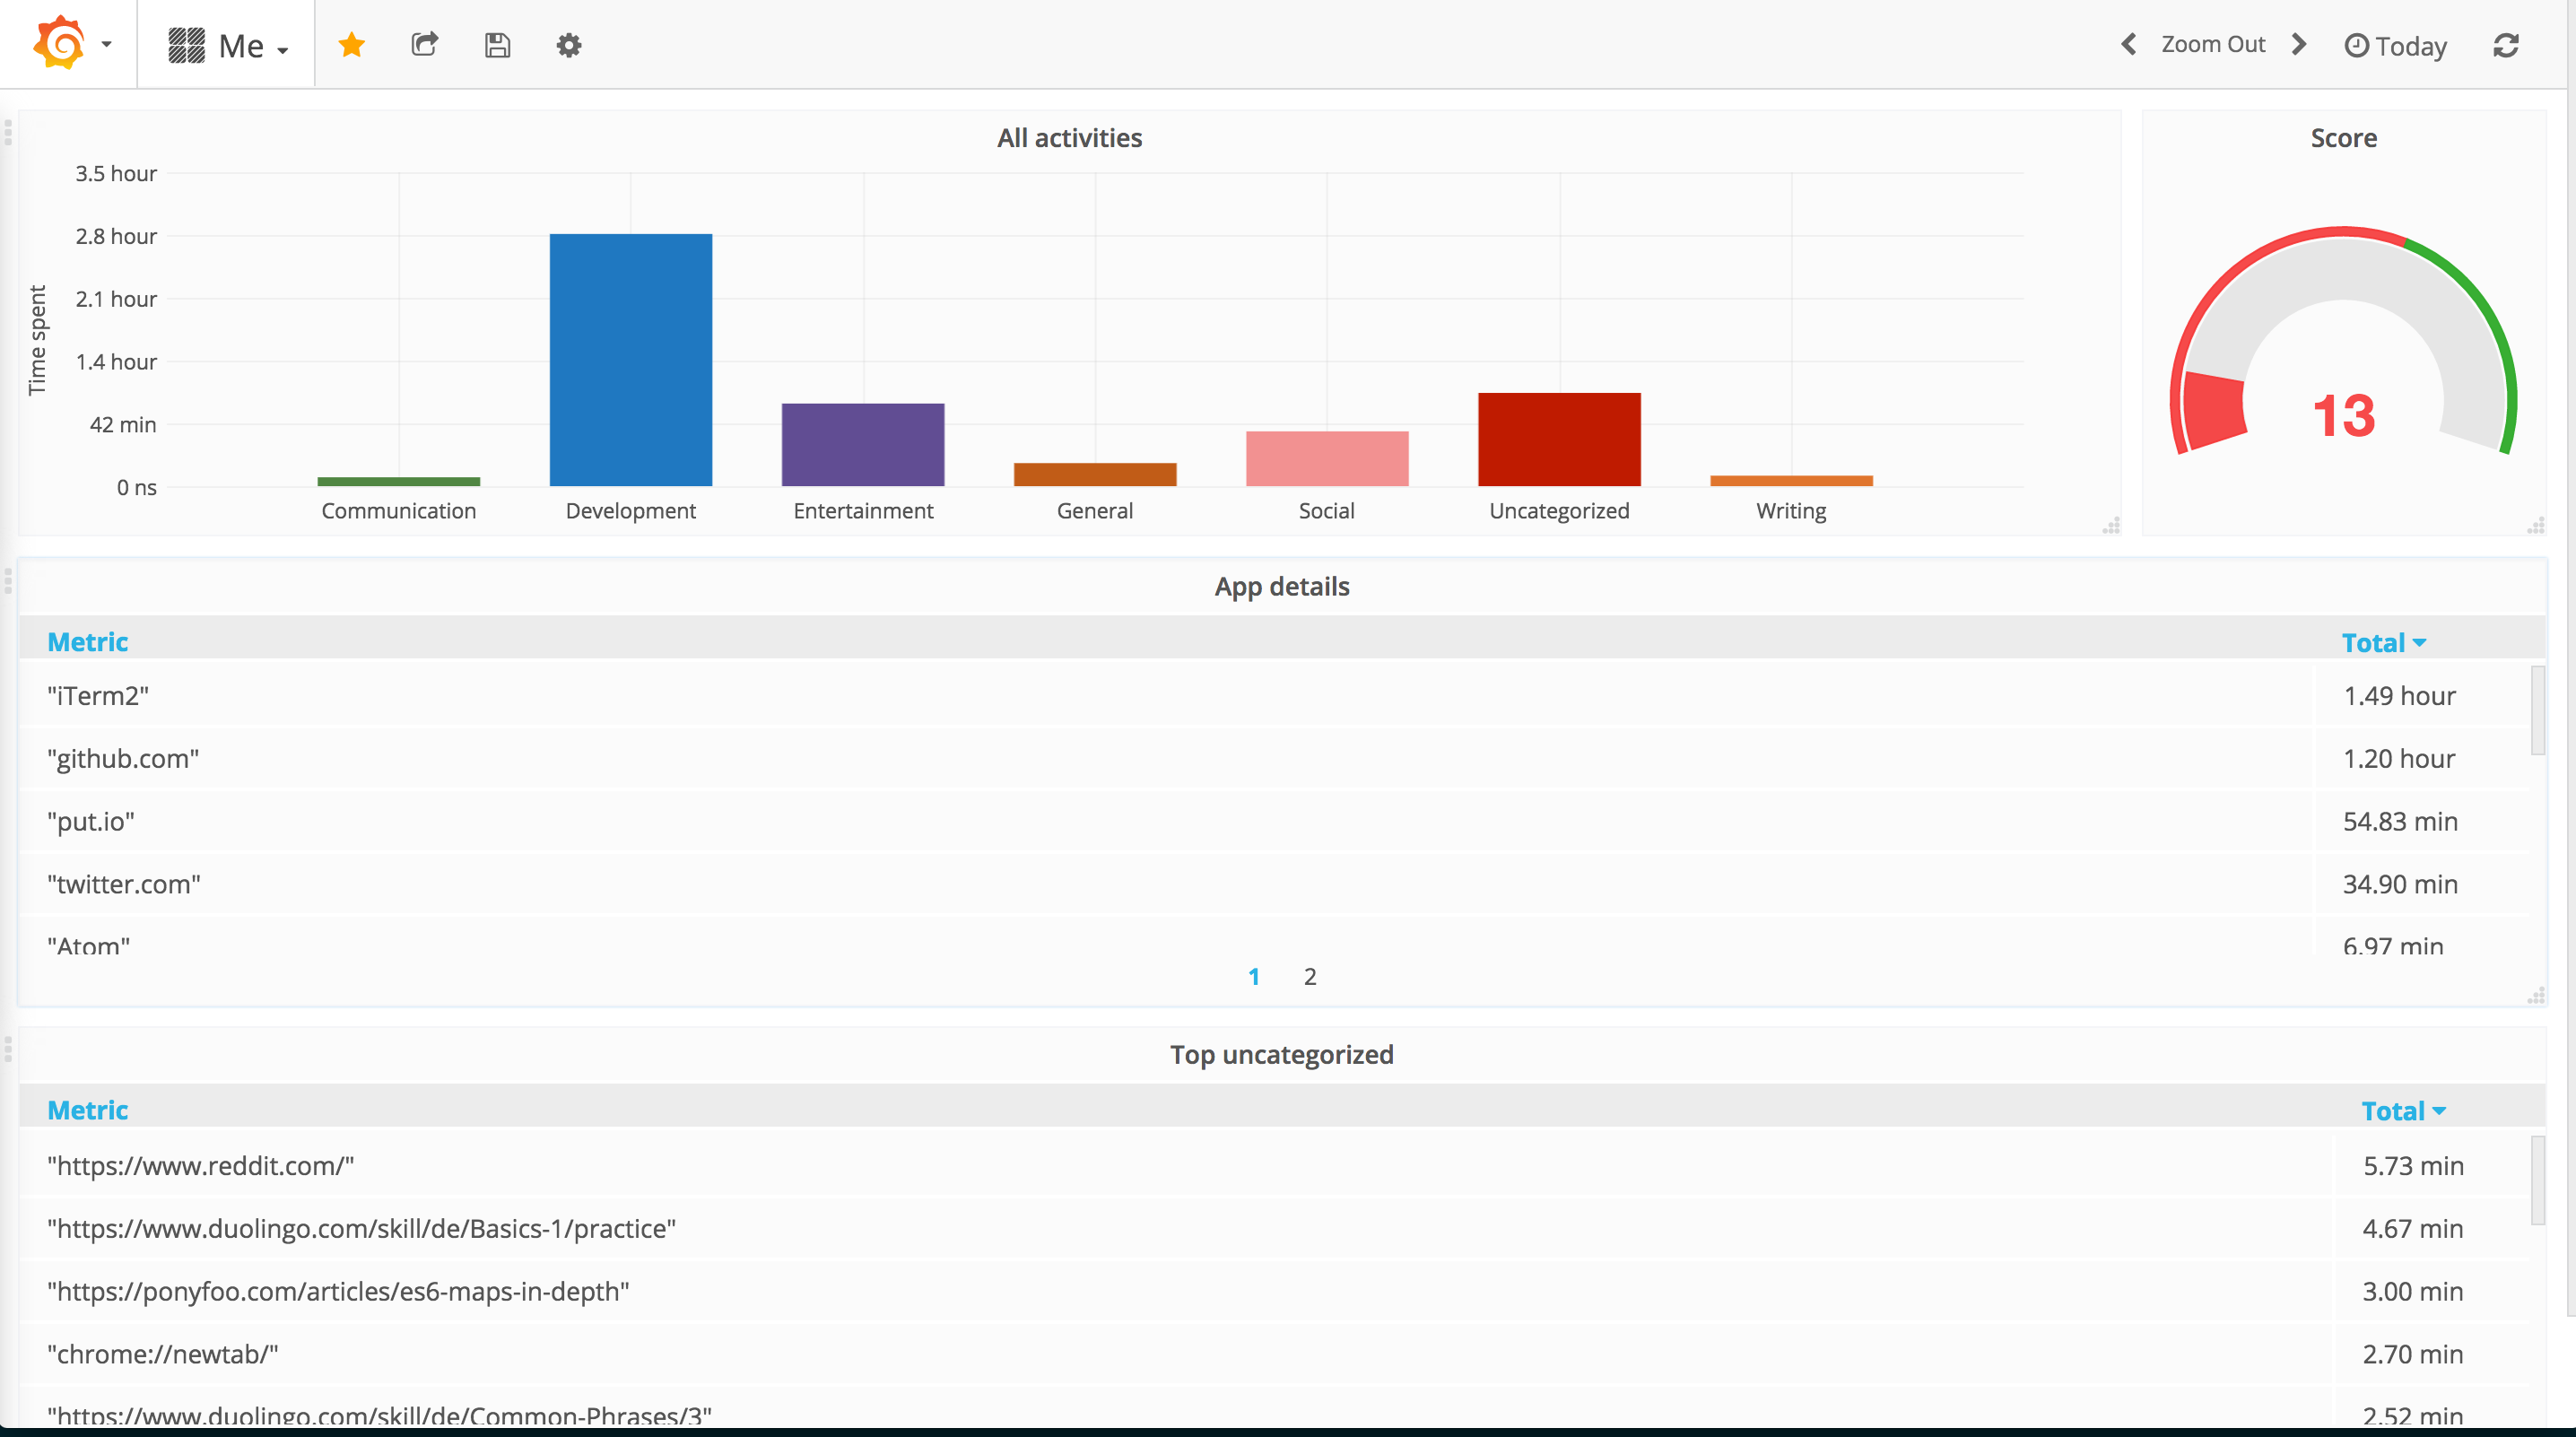 Me
Zoom Out
Today
All activities
Score
Time spent
3.5 hour
2.8 hour
2.1 hour
1.4 hour
42 min
0 ns
Communication Development Entertainment General Social Uncategorized Writing
13
App details
Metric Total
"iTerm2" 1.49 hour
"github.com" 1.20 hour
"put.io" 54.83 min
"twitter.com" 34.90 min
"Atom" 6.97 min
1 2
Top uncategorized
Metric Total
"https://www.reddit.com/" 5.73 min
"https://www.duolingo.com/skill/de/Basics-1/practice" 4.67 min
"https://ponyfoo.com/articles/es6-maps-in-depth" 3.00 min
"chrome://newtab/" 2.70 min
"https://www.duolingo.com/skill/de/Common-Phrases/3" 2.52 min